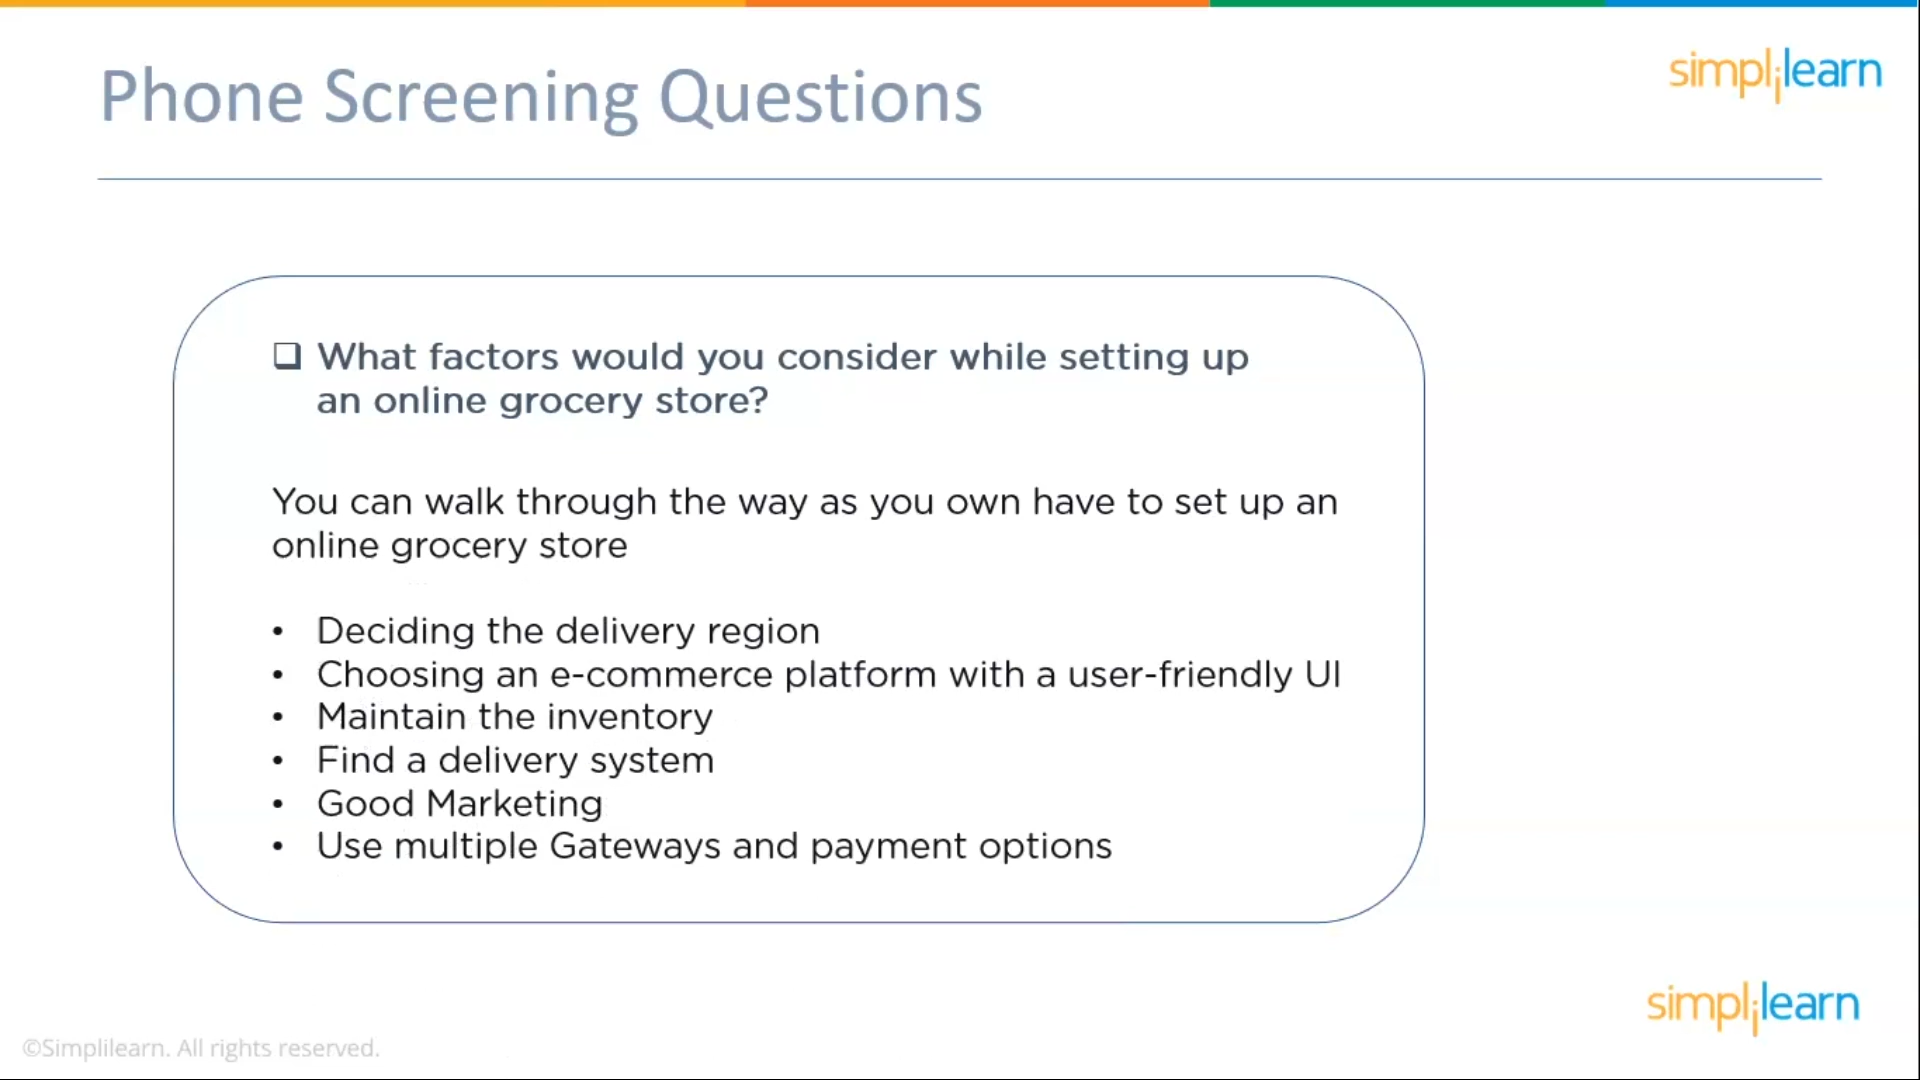 Phone Screening Questions
simplilearn
❑ What factors would you consider while setting up
an online grocery store?
You can walk through the way as you own have to set up an
online grocery store
• Deciding the delivery region
• Choosing an e-commerce platform with a user-friendly UI
• Maintain the inventory
• Find a delivery system
• Good Marketing
• Use multiple Gateways and payment options
simplilearn
©Simplilearn. All rights reserved.